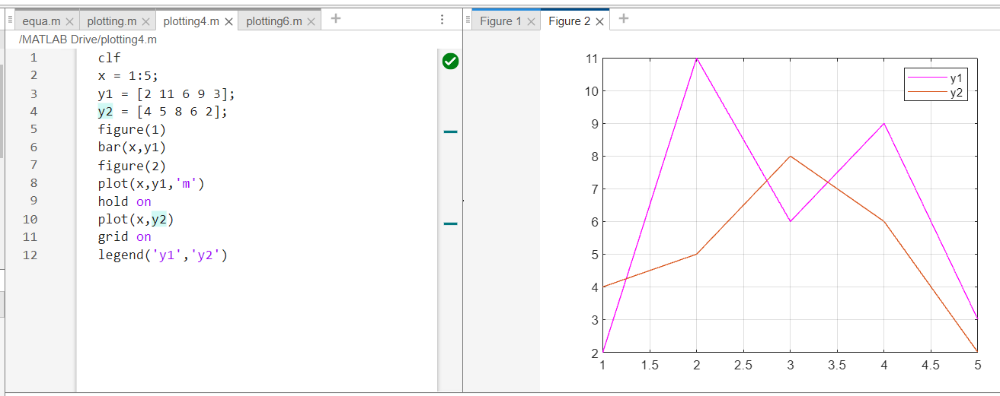 equa.m
plotting.m
plotting4.m
plotting6.m
/MATLAB Drive/plotting4.m
1 clf
2 x = 1:5;
3 y1 = [2 11 6 9 3];
4 y2 = [4 5 8 6 2];
5 figure(1)
6 bar(x,y1)
7 figure(2)
8 plot(x,y1,'m')
9 hold on
10 plot(x,y2)
11 grid on
12 legend('y1','y2')
Figure 1
Figure 2
11
10
9
8
7
6
5
4
3
2
1 1.5 2 2.5 3 3.5 4 4.5 5
y1
y2